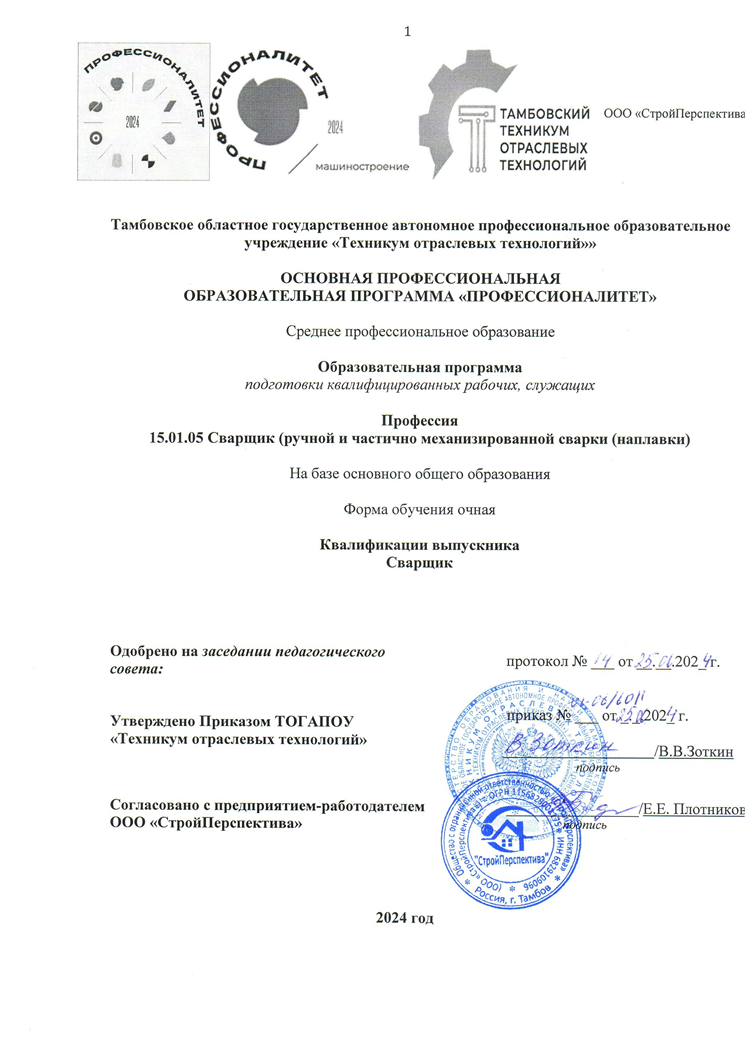 1
ПРОФЕССИОНАЛИТЕТ
2024
ПРОФЕССИОНАЛИТЕТ
2024
машиностроение
ТАМБОВСКИЙ
ТЕХНИКУМ
ОТРАСЛЕВЫХ
ТЕХНОЛОГИЙ
ООО «СтройПерспектива
Тамбовское областное государственное автономное профессиональное образовательное
учреждение «Техникум отраслевых технологий»»
ОСНОВНАЯ ПРОФЕССИОНАЛЬНАЯ
ОБРАЗОВАТЕЛЬНАЯ ПРОГРАММА «ПРОФЕССИОНАЛИТЕТ»
Среднее профессиональное образование
Образовательная программа
подготовки квалифицированных рабочих, служащих
Профессия
15.01.05 Сварщик (ручной и частично механизированной сварки (наплавки)
На базе основного общего образования
Форма обучения очная
Квалификации выпускника
Сварщик
Одобрено на заседании педагогического
совета:
протокол № 14 от 25.06.2024г.
Утверждено Приказом ТОГАПОУ
«Техникум отраслевых технологий»
приказ № от 2024 г.
В Зоткин /В.В.Зоткин
подпись
Согласовано с предприятием-работодателем
ООО «СтройПерспектива»
/Е.Е. Плотников
подпись
Общество с ограниченной ответственностью
"СтройПерспектива"
Россия, г. Тамбов
2024 год